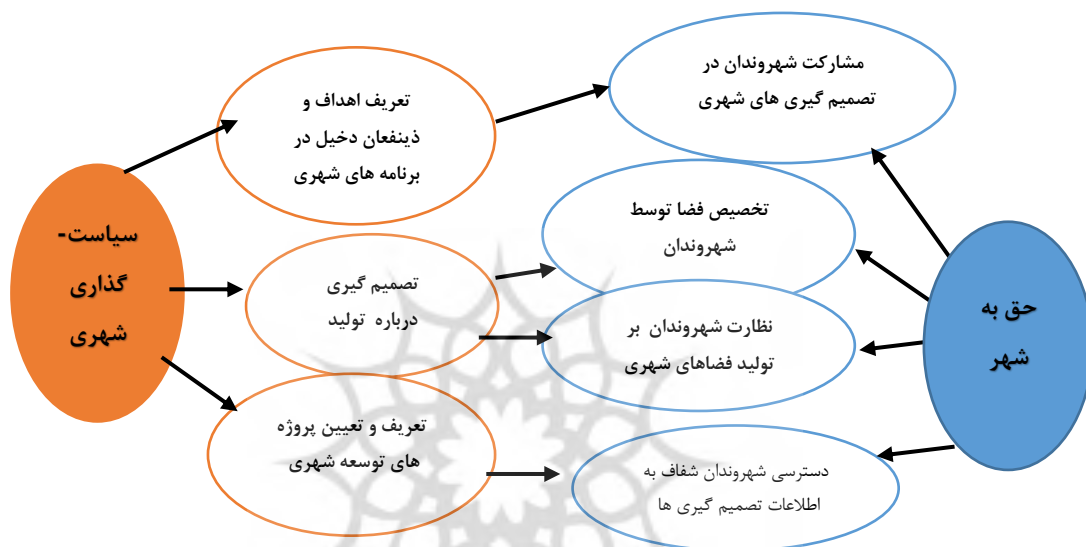 مشارکت شهروندان در
تصمیم گیری های شهری
تعریف اهداف و
ذینفعان دخیل در
برنامه های شهری
تخصیص فضا توسط
شهروندان
سیاست-
گذاری
شهری
تصمیم گیری
درباره تولید
نظارت شهروندان بر
تولید فضاهای شهری
حق به
شهر
تعریف و تعیین پروژه
های توسعه شهری
دسترسی شهروندان شفاف به
اطلاعات تصمیم گیری ها